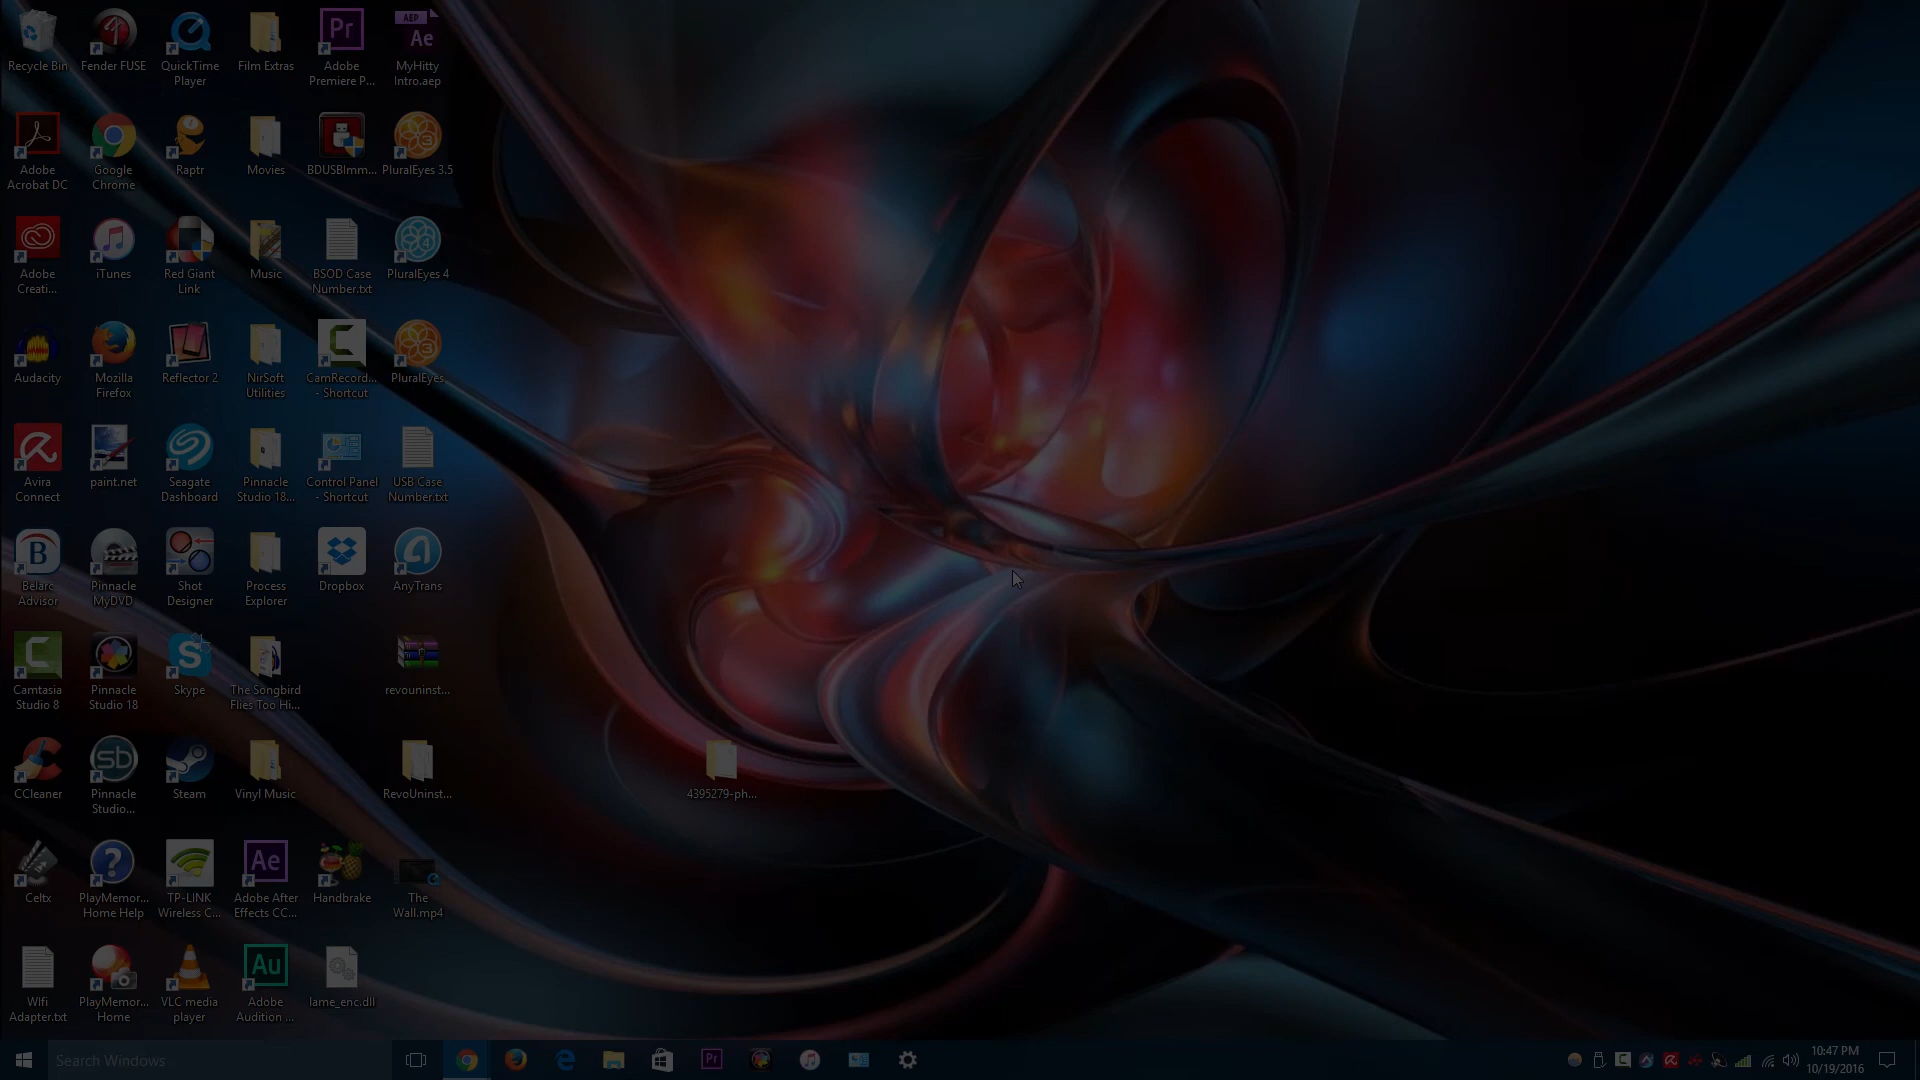 Recycle Bin
Fender FUSE
QuickTime
Player
Film Extras
Adobe
Premiere P...
AEP
Ae
MyHitty
Intro.aep
Pr
Adobe
Acrobat DC
Google
Chrome
Raptr
Movies
BDUSBImm...
3
PluralEyes 3.5
Adobe
Creati...
iTunes
Red Giant
Link
Music
BSOD Case
Number.txt
4
PluralEyes 4
Audacity
Mozilla
Firefox
Reflector 2
NirSoft
Utilities
CamRecord...
- Shortcut
3
PluralEyes
Avira
Connect
paint.net
Seagate
Dashboard
Pinnacle
Studio 18...
Control Panel
- Shortcut
USB Case
Number.txt
B
Belarc
Advisor
Pinnacle
MyDVD
Shot
Designer
Process
Explorer
Dropbox
AnyTrans
Camtasia
Studio 8
Pinnacle
Studio 18
S
Skype
The Songbird
Flies Too Hi...
revouninst...
CCleaner
sb
Pinnacle
Studio...
Steam
Vinyl Music
RevoUninst...
4395279-ph...
Celtx
?
PlayMemor...
Home Help
TP-LINK
Wireless C...
Ae
Adobe After
Effects CC...
Handbrake
The
Wall.mp4
WIfi
Adapter.txt
PlayMemor...
Home
VLC media
player
Au
Adobe
Audition ...
lame_enc.dll
Search Windows
Pr
10:47 PM
10/19/2016